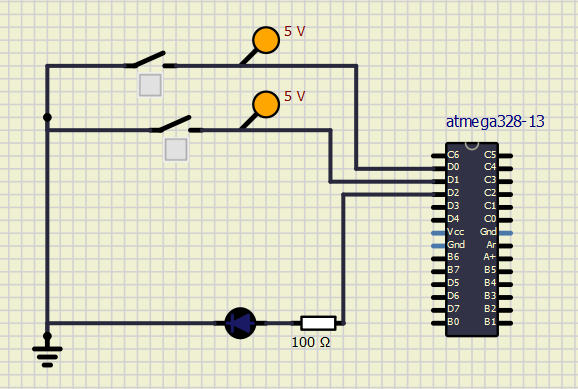 5 V
5 V
atmega328-13
C6 C5
D0 C4
D1 C3
D2 C2
D3 C1
D4 C0
Vcc Gnd
Gnd Ar
B6 A+
B7 B5
D5 B4
D6 B3
D7 B2
B0 B1
100 Ω